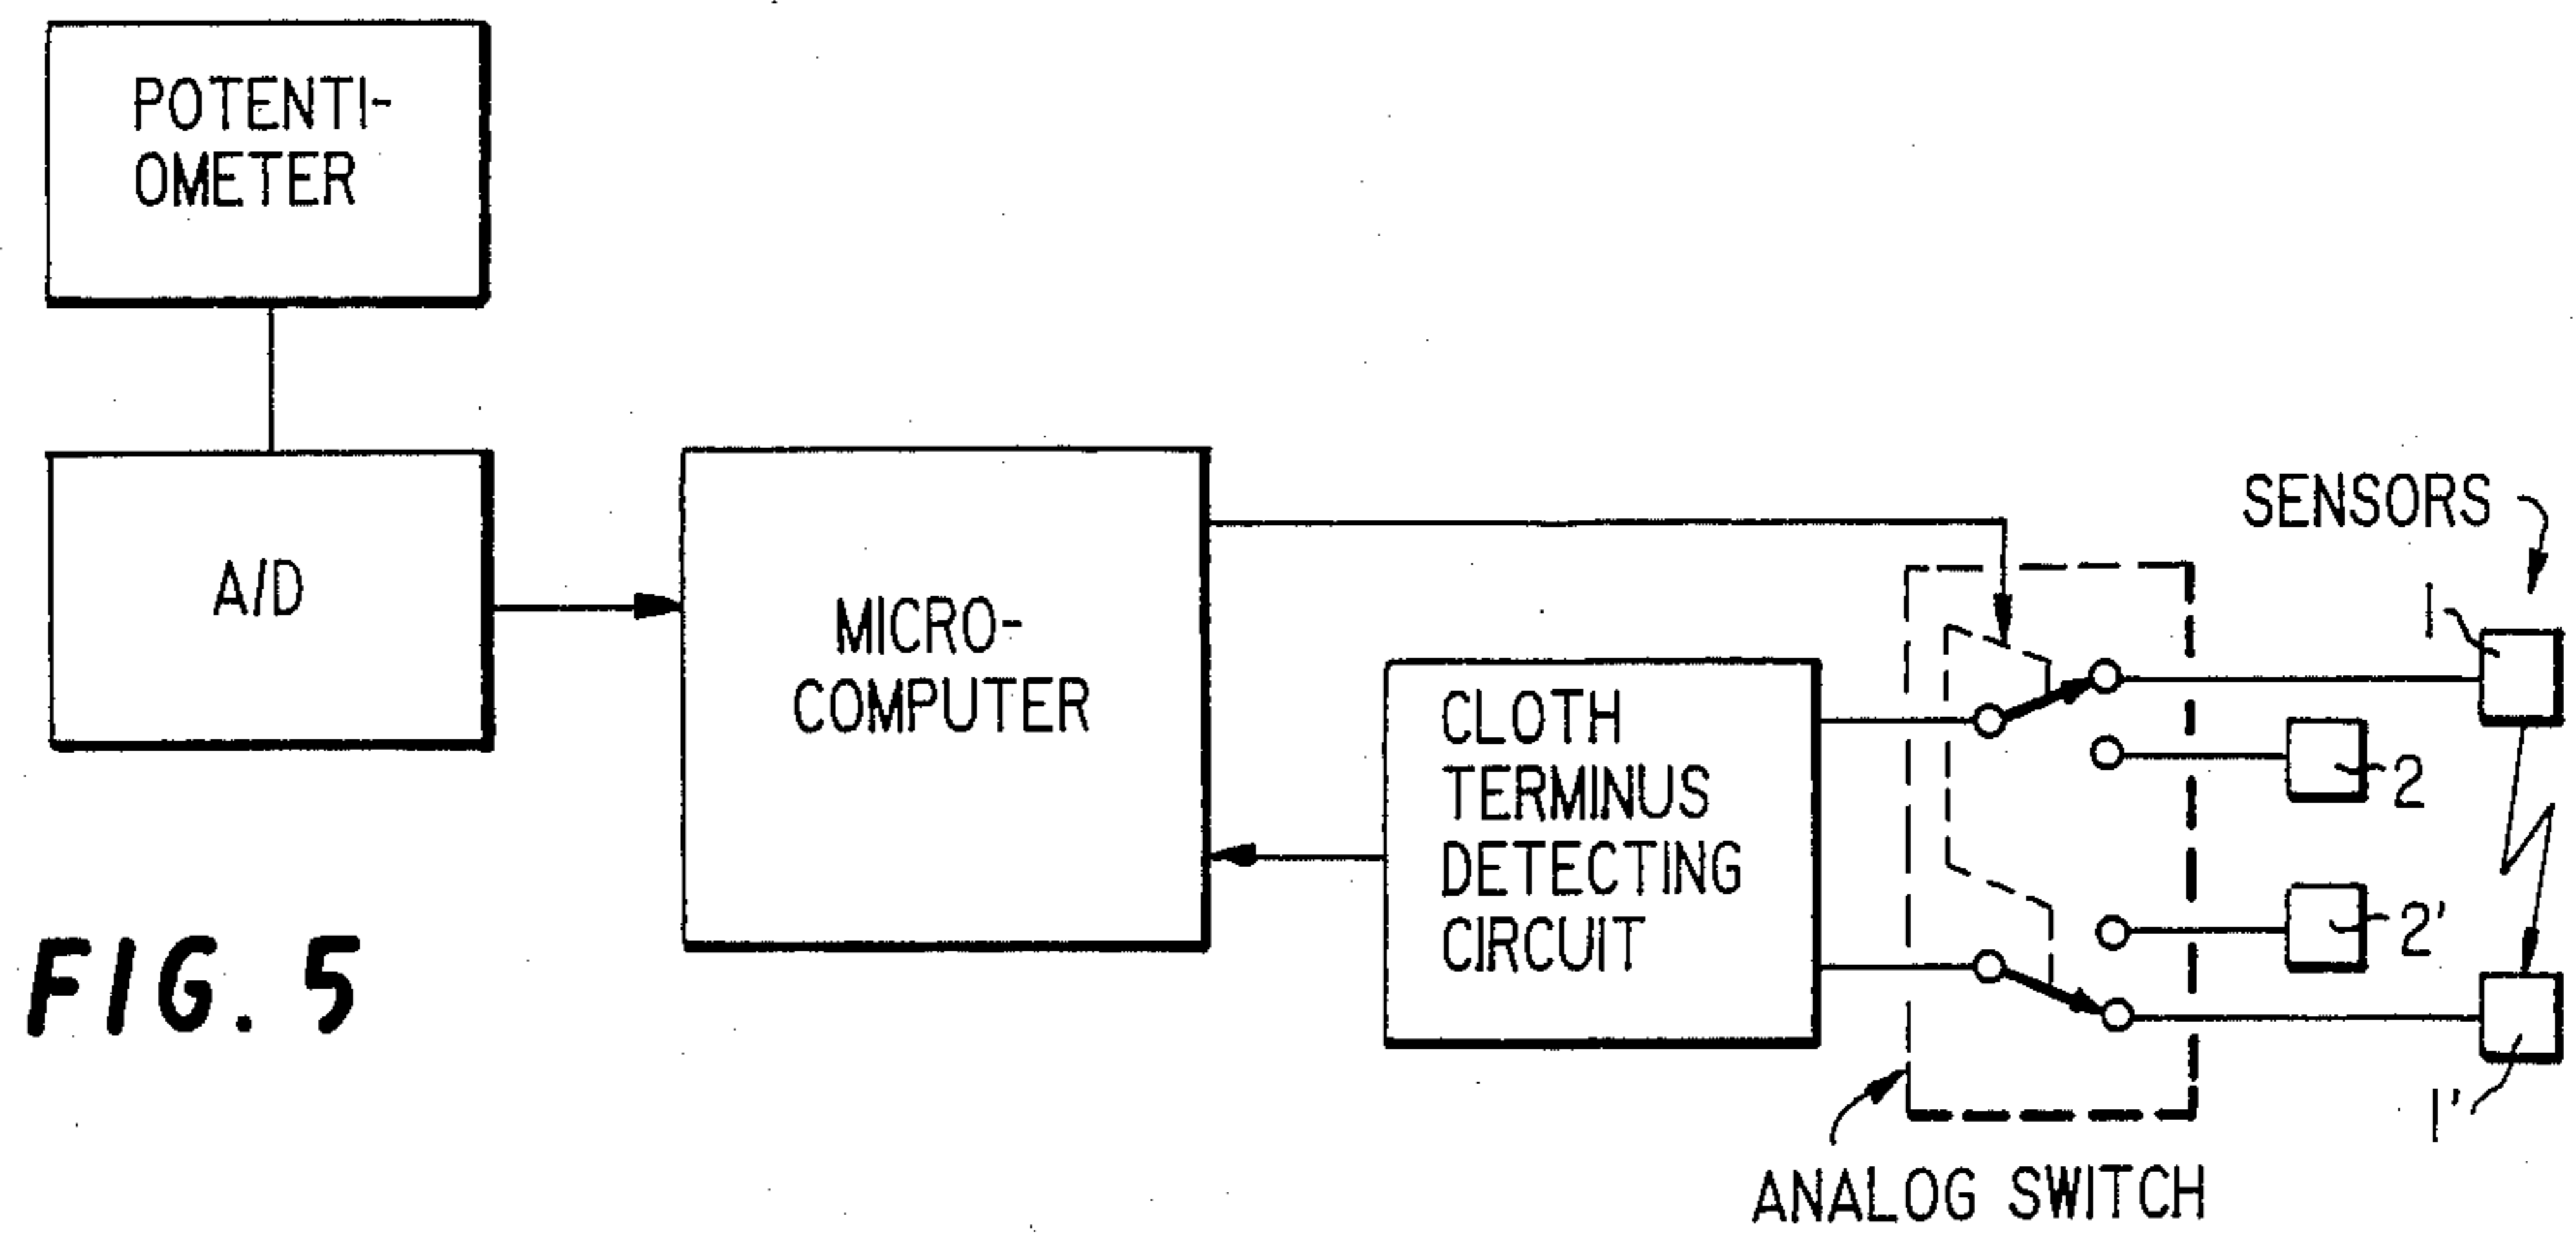 POTENTI-
OMETER
A/D
MICRO-
COMPUTER
CLOTH
TERMINUS
DETECTING
CIRCUIT
SENSORS
1
2
2'
1'
ANALOG SWITCH
FIG. 5